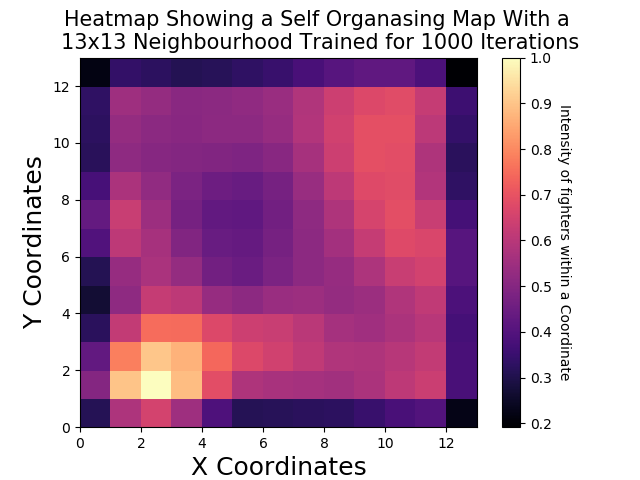 Heatmap Showing a Self Organasing Map With a
13x13 Neighbourhood Trained for 1000 Iterations
Y Coordinates
12
10
8
6
4
2
0
0 2 4 6 8 10 12
X Coordinates
1.0
0.9
0.8
0.7
0.6
0.5
0.4
0.3
0.2
Intensity of fighters within a Coordinate